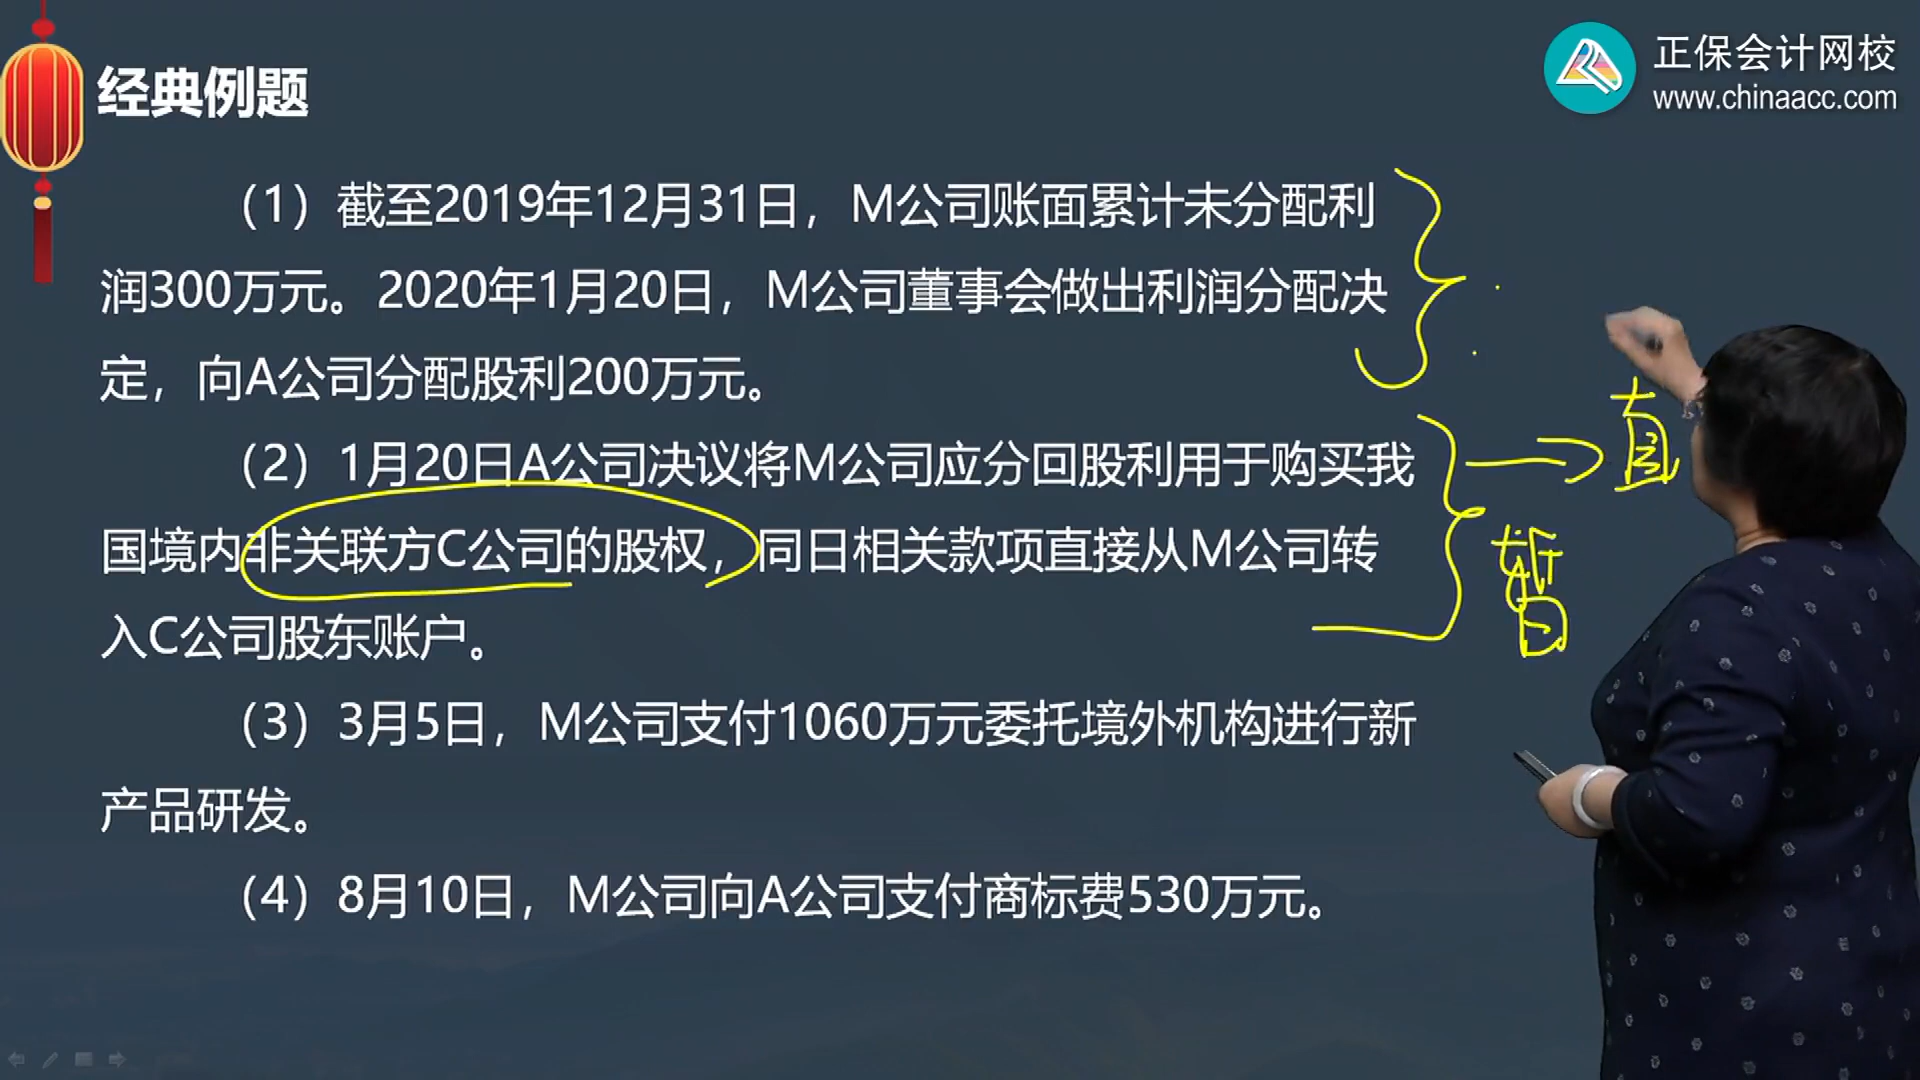 经典例题
正保会计网校
www.chinaacc.com
（1）截至2019年12月31日，M公司账面累计未分配利
润300万元。2020年1月20日，M公司董事会做出利润分配决
定，向A公司分配股利200万元。
（2）1月20日A公司决议将M公司应分回股利用于购买我
国境内非关联方C公司的股权，同日相关款项直接从M公司转
入C公司股东账户。
直
暂
（3）3月5日，M公司支付1060万元委托境外机构进行新
产品研发。
（4）8月10日，M公司向A公司支付商标费530万元。